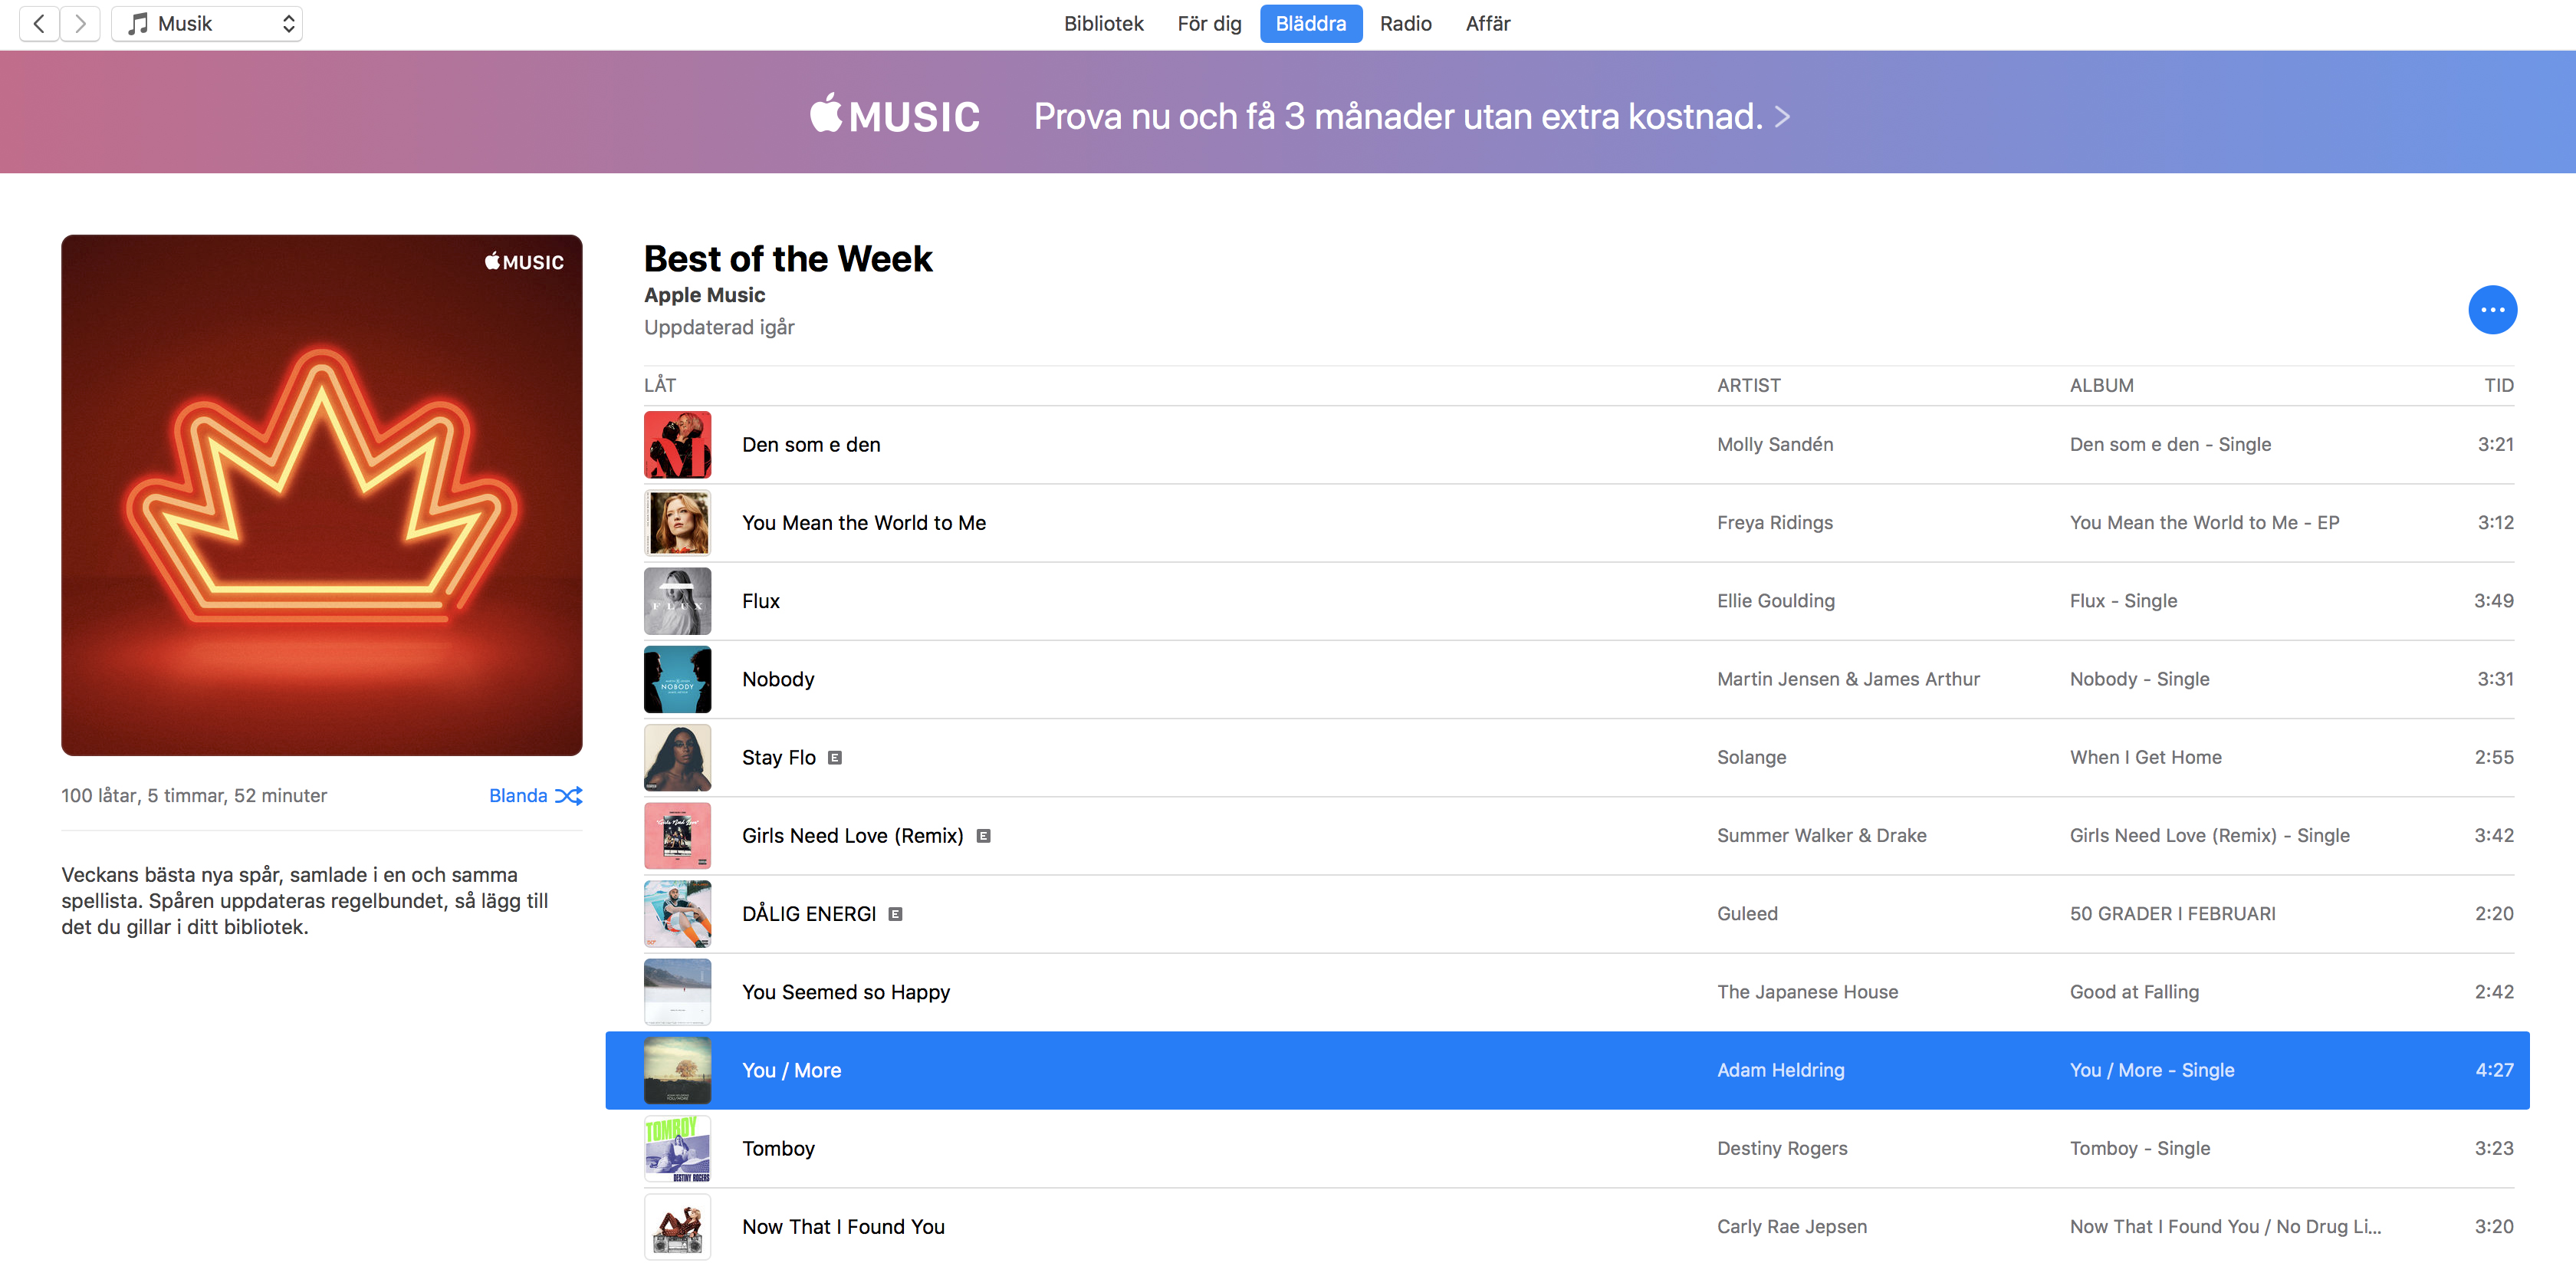 Musik
Bibliotek För dig Bläddra Radio Affär
MUSIC Prova nu och få 3 månader utan extra kostnad. >
MUSIC
Best of the Week
Apple Music
Uppdaterad igår
LÅT ARTIST ALBUM TID
Den som e den Molly Sandén Den som e den - Single 3:21
You Mean the World to Me Freya Ridings You Mean the World to Me - EP 3:12
FLUX
Flux Ellie Goulding Flux - Single 3:49
NOBODY
Nobody Martin Jensen & James Arthur Nobody - Single 3:31
Stay Flo E Solange When I Get Home 2:55
Girls Need Love (Remix) E Summer Walker & Drake Girls Need Love (Remix) - Single 3:42
DÅLIG ENERGI E Guleed 50 GRADER I FEBRUARI 2:20
You Seemed so Happy The Japanese House Good at Falling 2:42
You / More Adam Heldring You / More - Single 4:27
TOMBOY
DESTINY ROGERS
Tomboy Destiny Rogers Tomboy - Single 3:23
Now That I Found You Carly Rae Jepsen Now That I Found You / No Drug Li... 3:20
100 låtar, 5 timmar, 52 minuter Blanda
Veckans bästa nya spår, samlade i en och samma
spellista. Spåren uppdateras regelbundet, så lägg till
det du gillar i ditt bibliotek.